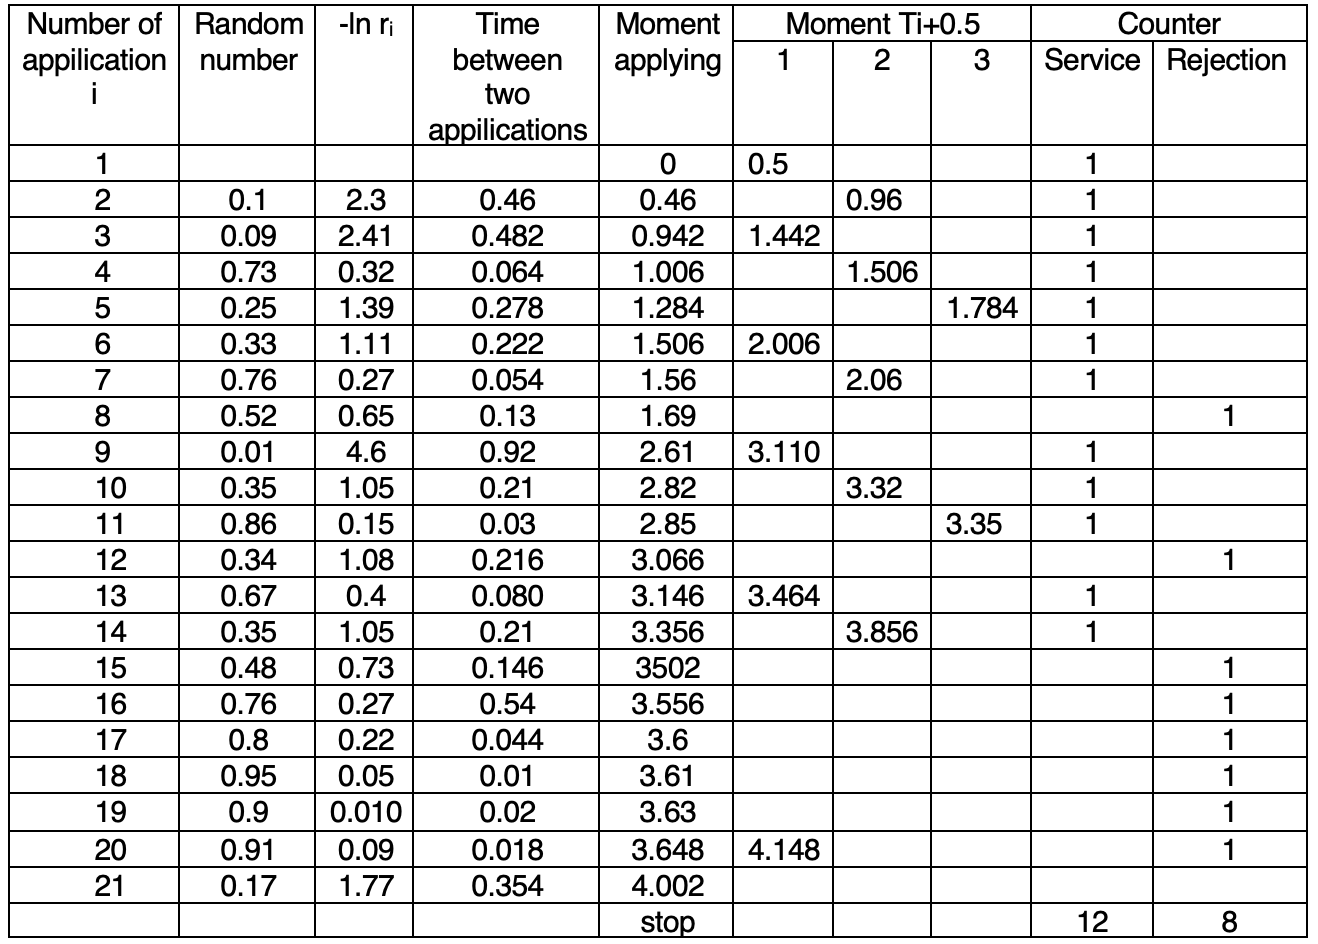 Number of appilication i Random number -ln ri Time between two appilications Moment applying Moment Ti+0.5 Counter
1 2 3 Service Rejection
1 0 0.5 1
2 0.1 2.3 0.46 0.46 0.96 1
3 0.09 2.41 0.482 0.942 1.442 1
4 0.73 0.32 0.064 1.006 1.506 1
5 0.25 1.39 0.278 1.284 1.784 1
6 0.33 1.11 0.222 1.506 2.006 1
7 0.76 0.27 0.054 1.56 2.06 1
8 0.52 0.65 0.13 1.69 1
9 0.01 4.6 0.92 2.61 3.110 1
10 0.35 1.05 0.21 2.82 3.32 1
11 0.86 0.15 0.03 2.85 3.35 1
12 0.34 1.08 0.216 3.066 1
13 0.67 0.4 0.080 3.146 3.464 1
14 0.35 1.05 0.21 3.356 3.856 1
15 0.48 0.73 0.146 3502 1
16 0.76 0.27 0.54 3.556 1
17 0.8 0.22 0.044 3.6 1
18 0.95 0.05 0.01 3.61 1
19 0.9 0.010 0.02 3.63 1
20 0.91 0.09 0.018 3.648 4.148 1
21 0.17 1.77 0.354 4.002
stop 12 8